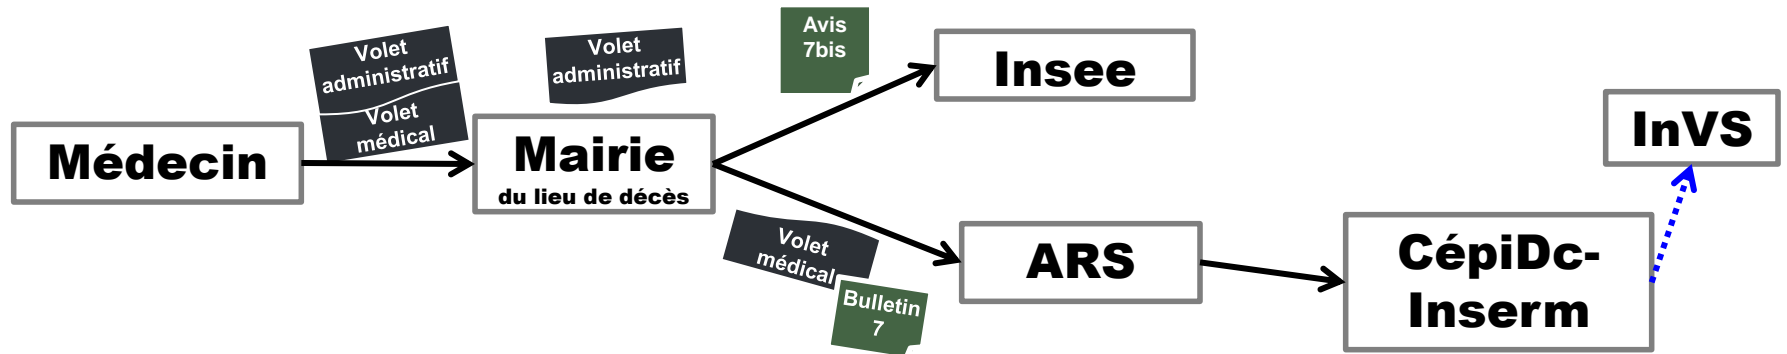 Médecin
Volet
administratif
Volet
médical
Volet
administratif
Mairie
du lieu de décès
Avis
7bis
Insee
Volet
médical
Bulletin
7
ARS
CépiDc-
Inserm
InVS